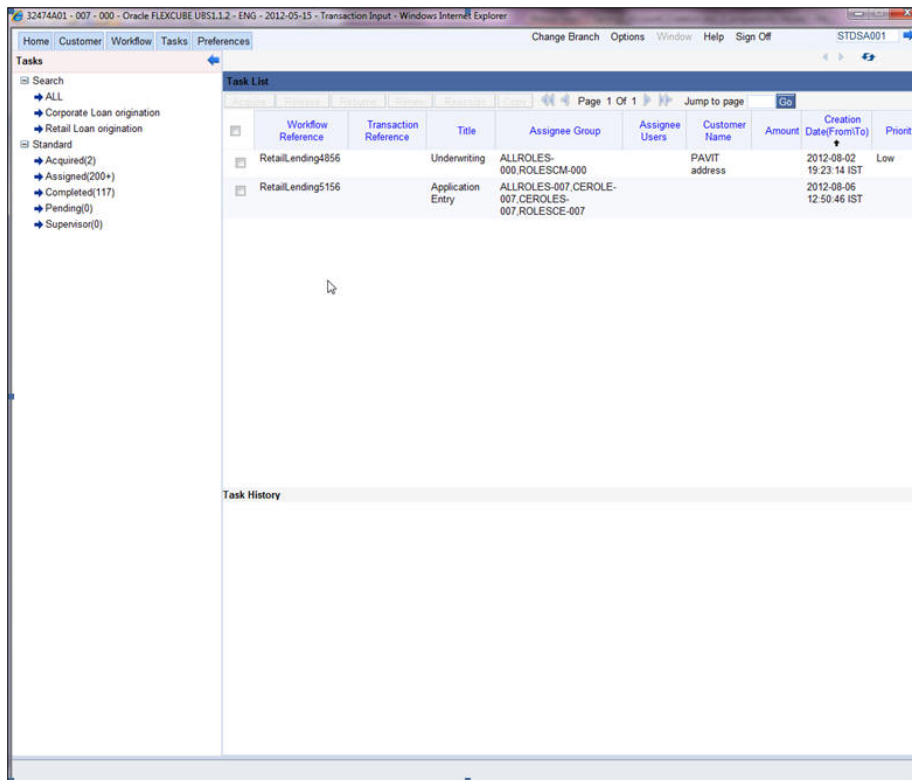 32474A01 - 007 - 000 - Oracle FLEXCUBE UBS1.1.2 - ENG - 2012-05-15 - Transaction Input - Windows Internet Explorer
Home Customer Workflow Tasks Preferences
Change Branch Options Window Help Sign Off STDSA001
Tasks
Search
ALL
Corporate Loan origination
Retail Loan origination
Standard
Acquired(2)
Assigned(200+)
Completed(117)
Pending(0)
Supervisor(0)
Task List
Page 1 Of 1 Jump to page Go
Workflow Reference
Transaction Reference
Title
Assignee Group
Assignee Users
Customer Name
Amount
Creation Date(From\To)
Priorit
RetailLending4856 Underwriting ALLROLES- PAVIT 2012-08-02 Low
000,ROLESCM-000 address 19:23:14 IST
RetailLending5156 Application ALLROLES-007,CEROLE- 2012-08-06
Entry 007,CEROLES- 12:50:46 IST
007,ROLESCE-007
Task History